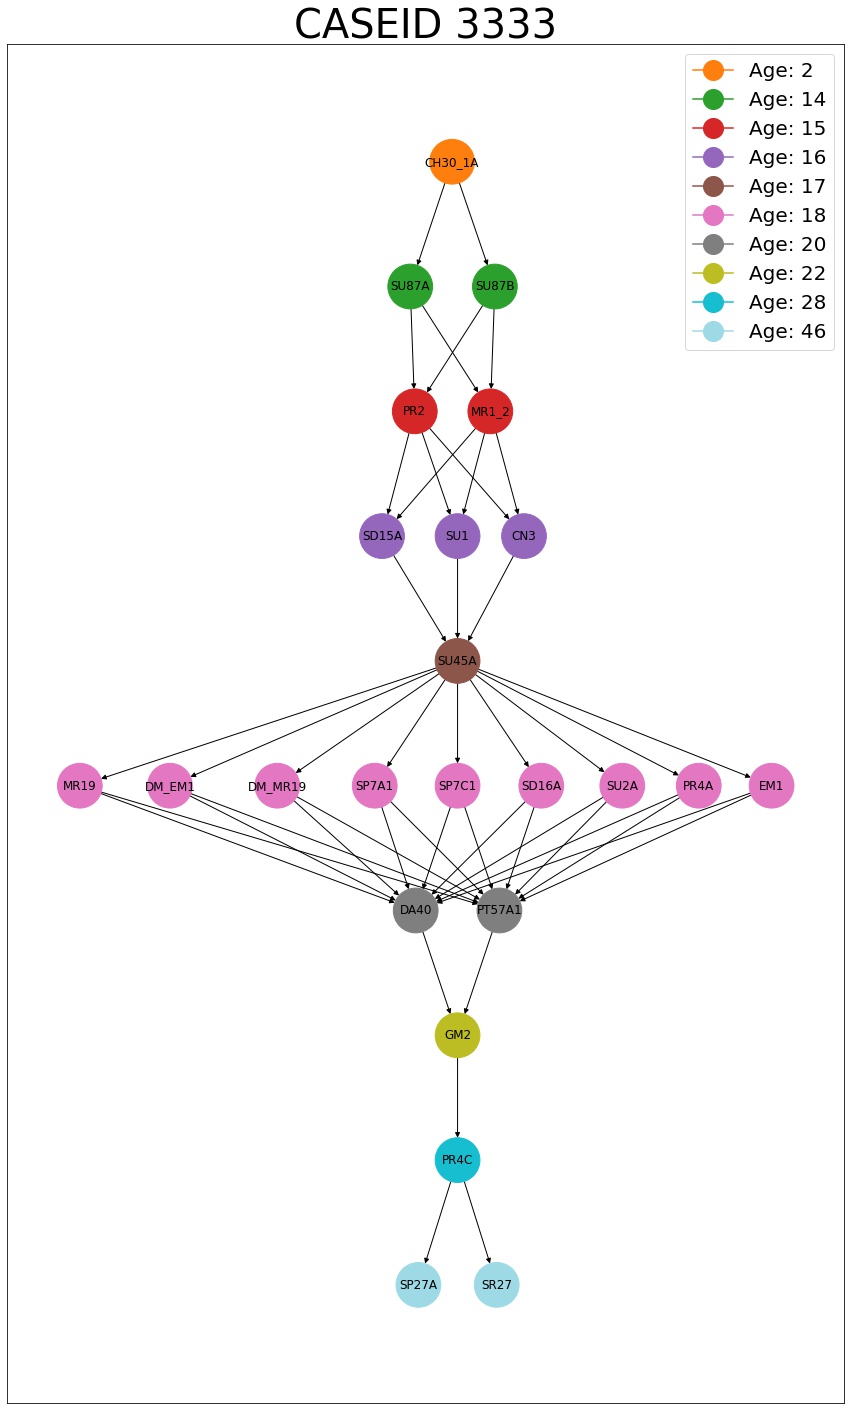 CASEID 3333
Age: 2
Age: 14
Age: 15
Age: 16
Age: 17
Age: 18
Age: 20
Age: 22
Age: 28
Age: 46
CH30_1A
SU87A SU87B
PR2 MR1_2
SD15A SU1 CN3
SU45A
MR19 DM_EM1 DM_MR19 SP7A1 SP7C1 SD16A SU2A PR4A EM1
DA40 PT57A1
GM2
PR4C
SP27A SR27